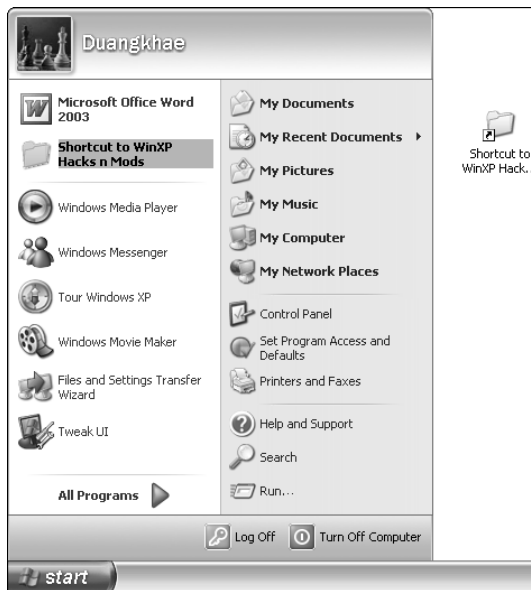 Duangkhae
Microsoft Office Word
2003
Shortcut to WinXP
Hacks n Mods
Windows Media Player
Windows Messenger
Tour Windows XP
Windows Movie Maker
Files and Settings Transfer
Wizard
Tweak UI
All Programs
My Documents
My Recent Documents
My Pictures
My Music
My Computer
My Network Places
Control Panel
Set Program Access and
Defaults
Printers and Faxes
Help and Support
Search
Run...
Log Off
Turn Off Computer
start
Shortcut to
WinXP Hack...